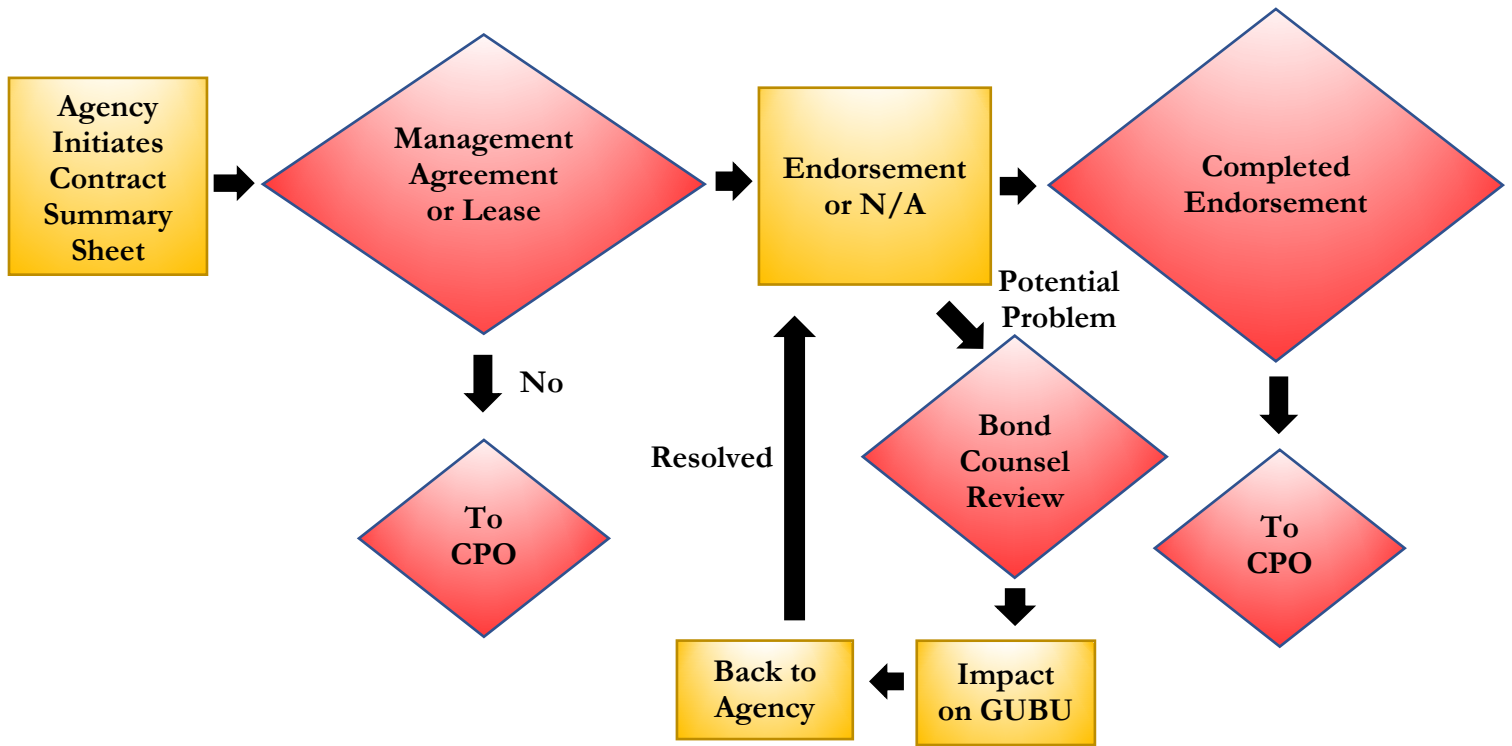 Agency
Initiates
Contract
Summary
Sheet
Management
Agreement
or Lease
Endorsement
or N/A
Completed
Endorsement
Potential
Problem
No
Resolved
Bond
Counsel
Review
To
CPO
To
CPO
Back to
Agency
Impact
on GUBU